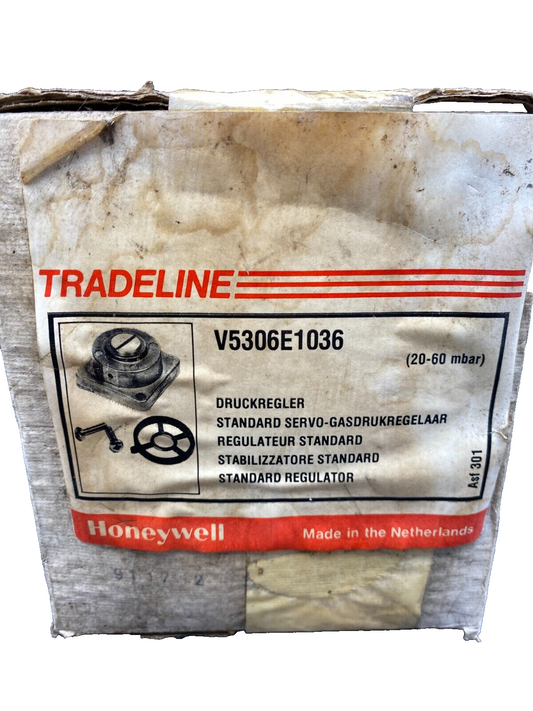 TRADELINE
V5306E1036
(20-60 mbar)
DRUCKREGLER
STANDARD SERVO-GASDRUKREGELAAR
REGULATEUR STANDARD
STABILIZZATORE STANDARD
STANDARD REGULATOR
Asf 301
Honeywell
Made in the Netherlands